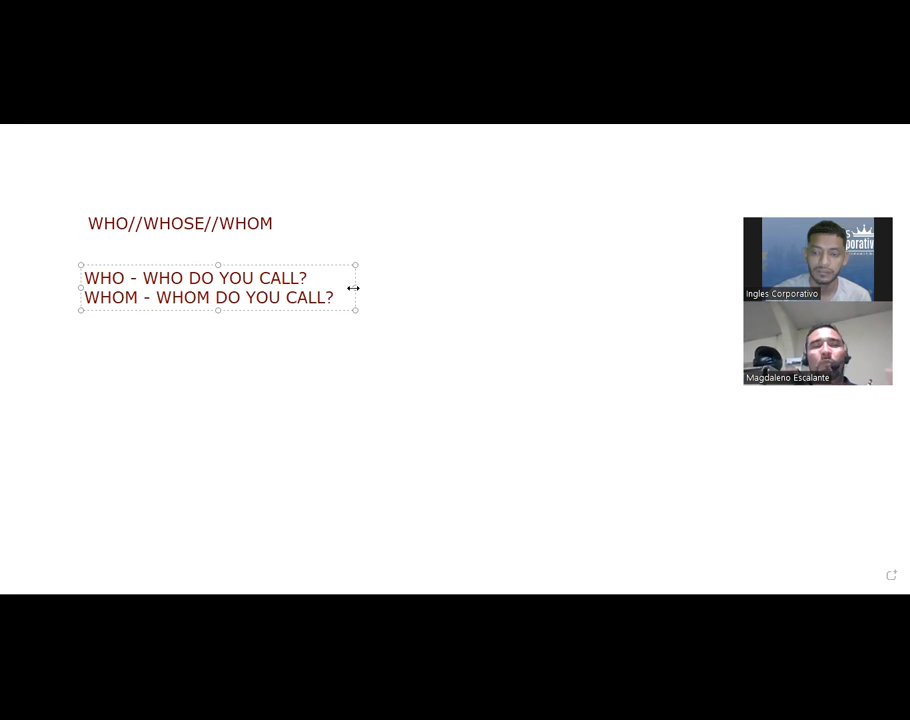 WHO//WHOSE//WHOM
WHO - WHO DO YOU CALL?
WHOM - WHOM DO YOU CALL?
Ingles Corporativo
Magdaleno Escalante